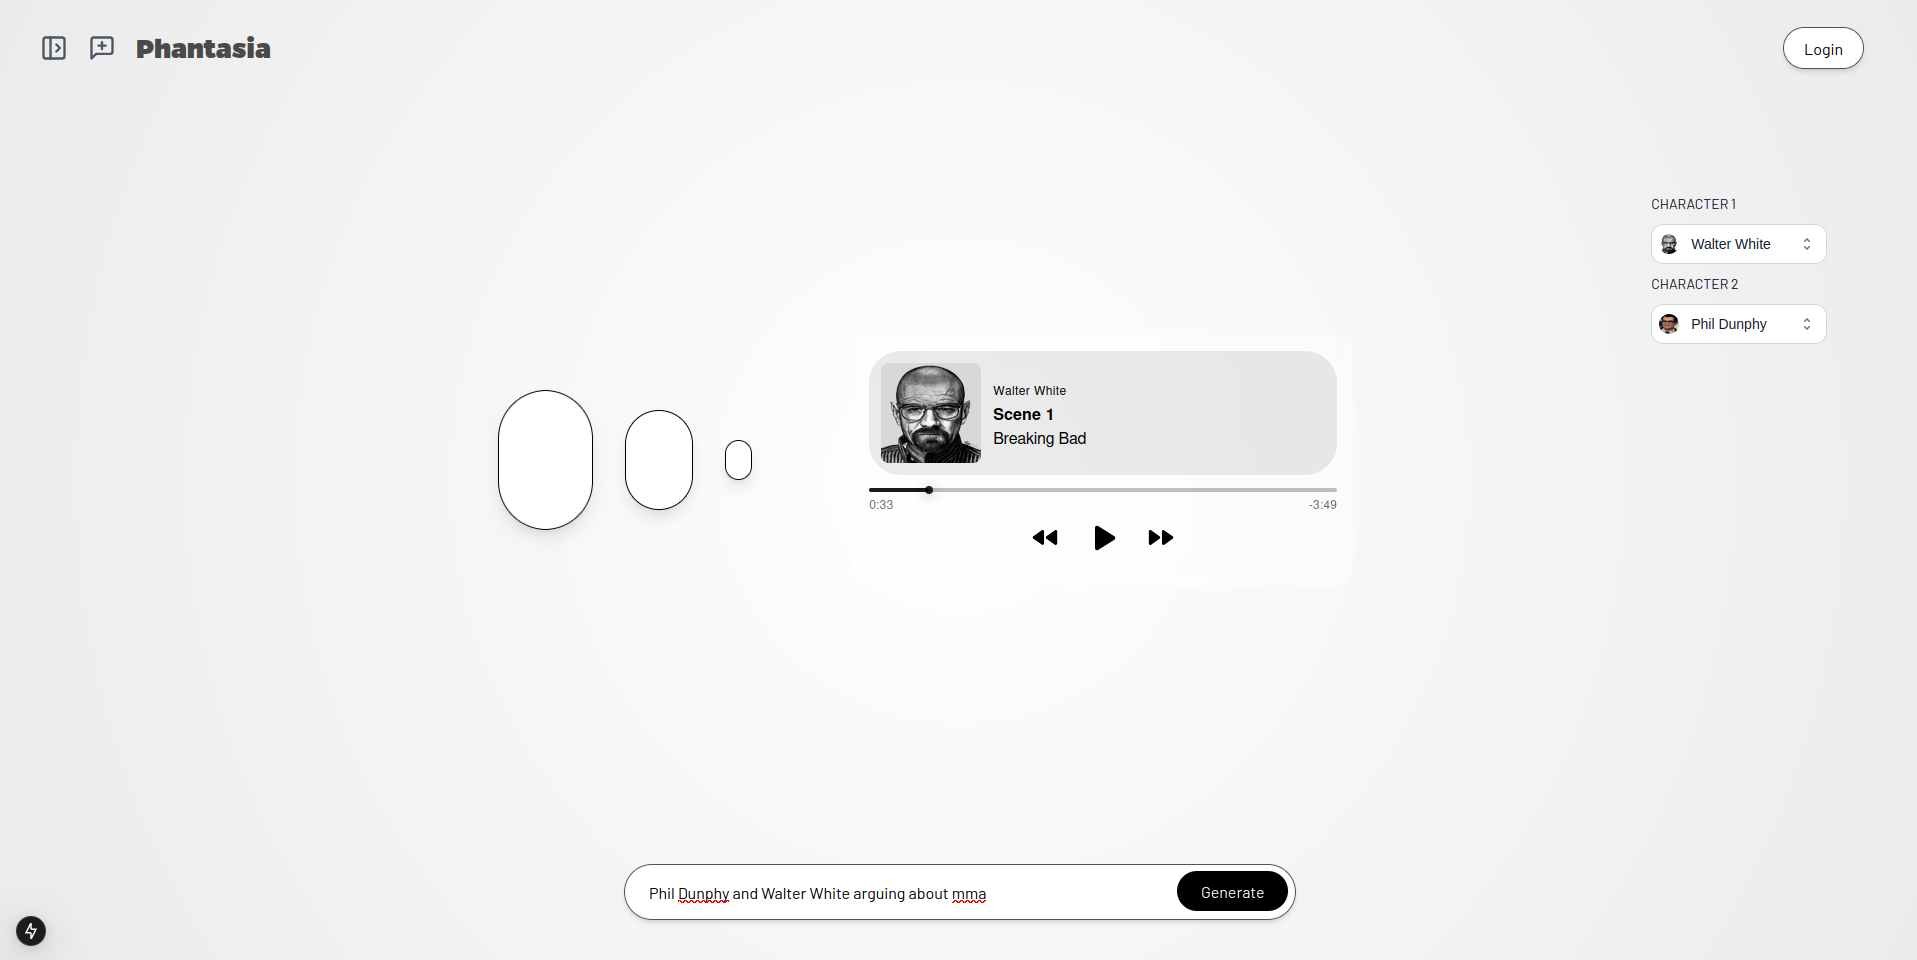 Phantasia
Login
CHARACTER 1
Walter White
CHARACTER 2
Phil Dunphy
Walter White
Scene 1
Breaking Bad
0:33
-3:49
Phil Dunphy and Walter White arguing about mma
Generate